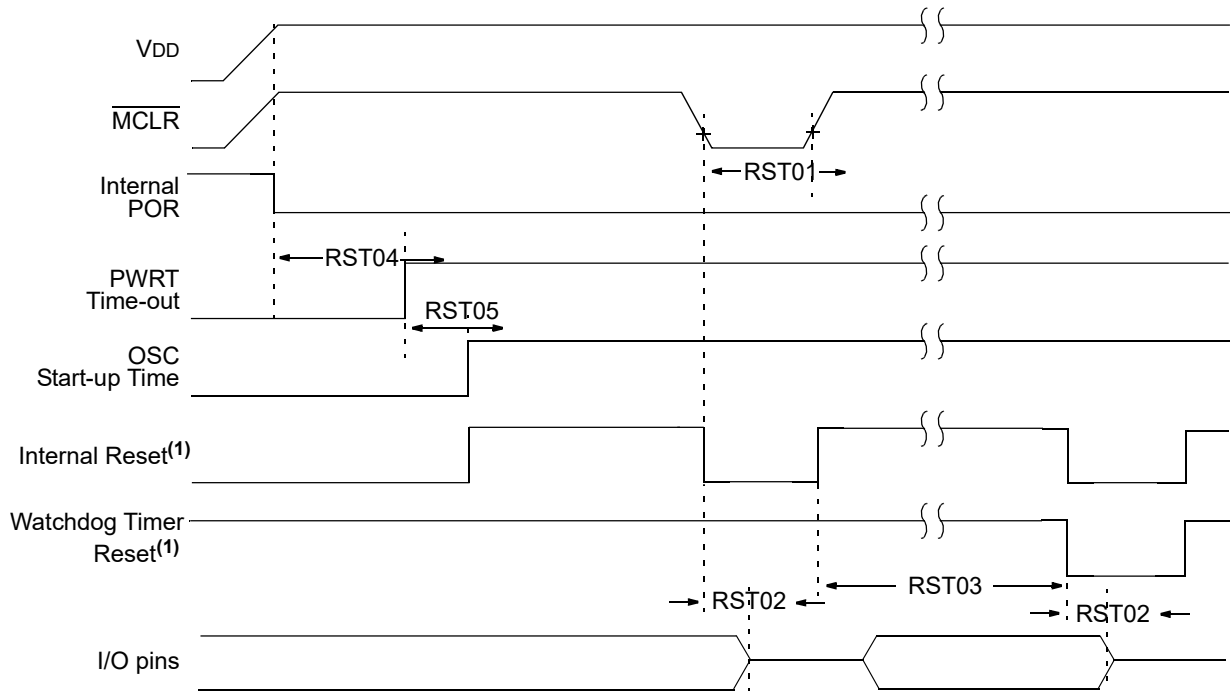 VDD
MCLR
RST01
Internal
POR
RST04
PWRT
Time-out
RST05
OSC
Start-up Time
Internal Reset(1)
Watchdog Timer
Reset(1)
RST03
RST02
RST02
I/O pins